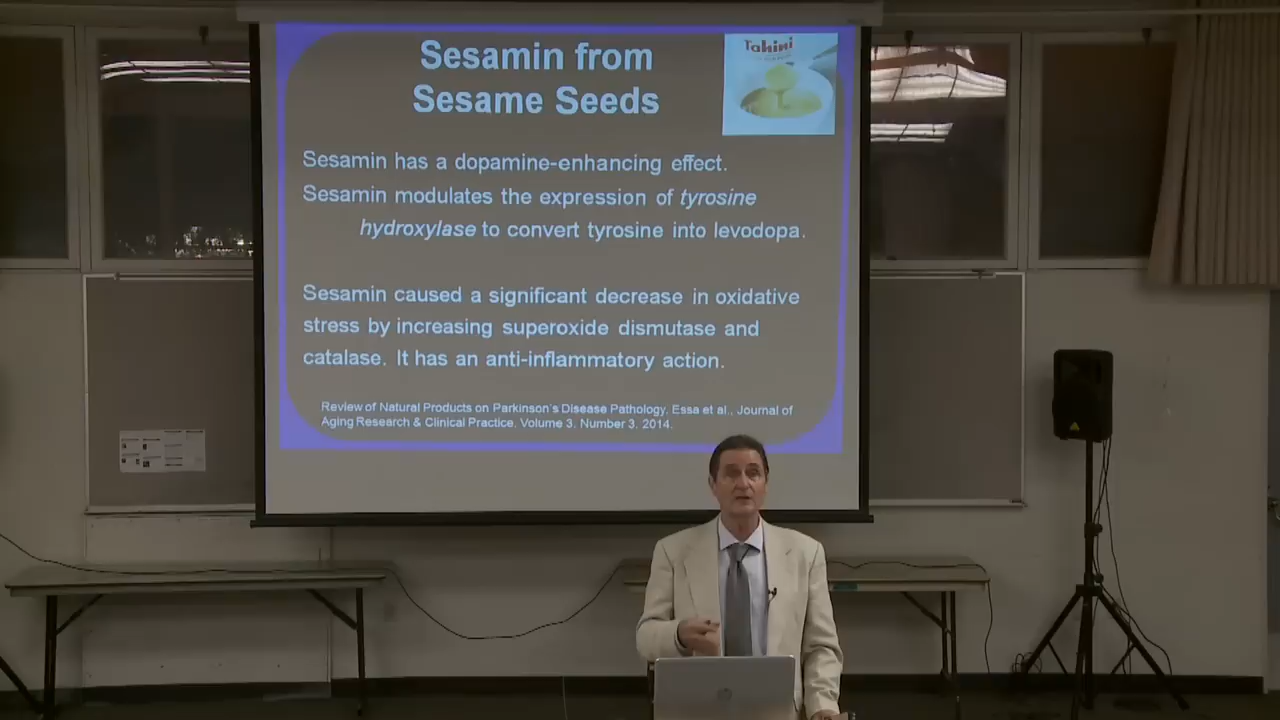 Sesamin from
Sesame Seeds
Tahini
Sesamin has a dopamine-enhancing effect.
Sesamin modulates the expression of tyrosine
hydroxylase to convert tyrosine into levodopa.
Sesamin caused a significant decrease in oxidative
stress by increasing superoxide dismutase and
catalase. It has an anti-inflammatory action.
Review of Natural Products on Parkinson's Disease Pathology, Essa et al., Journal of
Aging Research & Clinical Practice, Volume 3, Number 3, 2014.